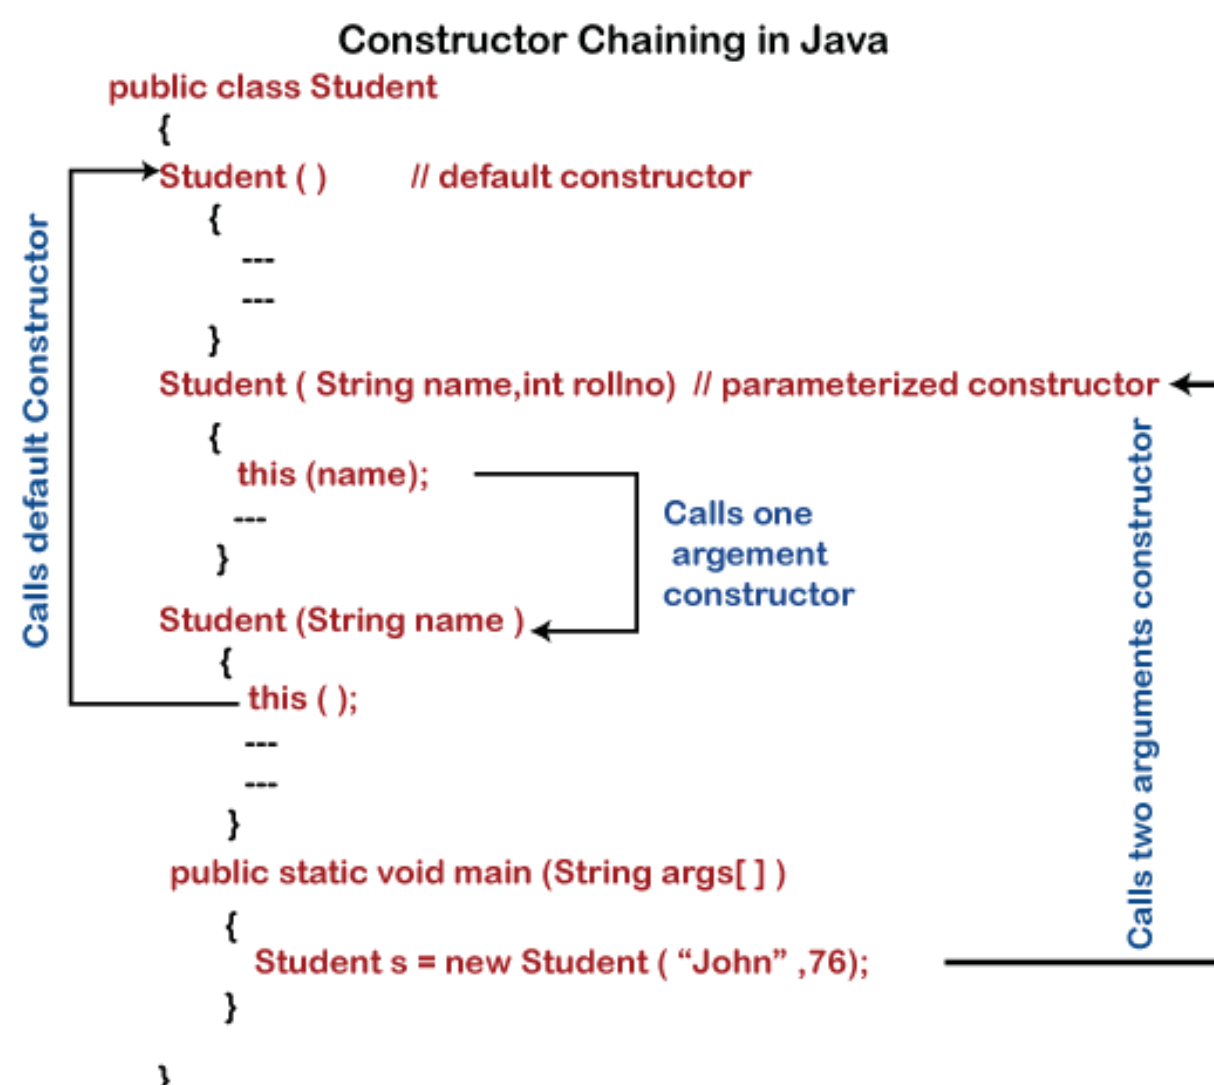 Constructor Chaining in Java
public class Student
{
Student ( ) // default constructor
{
---
---
}
Student ( String name,int rollno) // parameterized constructor
{
this (name);
---
}
Calls one
argement
constructor
Student (String name )
{
this ( );
---
---
}
public static void main (String args[ ] )
{
Student s = new Student ( “John” ,76);
}
}
Calls default Constructor
Calls two arguments constructor